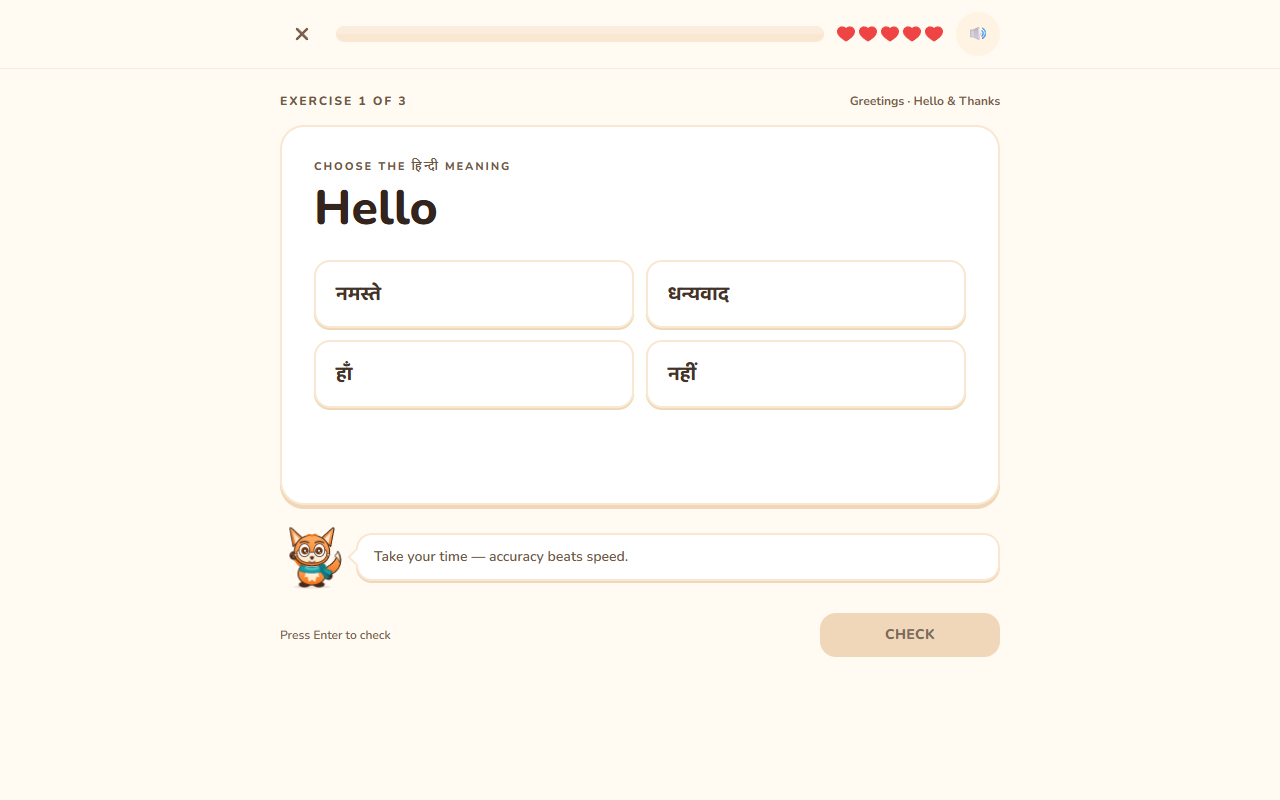 EXERCISE 1 OF 3
Greetings · Hello & Thanks
CHOOSE THE हिन्दी MEANING
Hello
नमस्ते
धन्यवाद
हाँ
नहीं
Take your time — accuracy beats speed.
Press Enter to check
CHECK